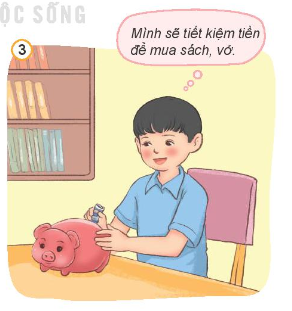 ỘC SỐNG
3
Mình sẽ tiết kiệm tiền
để mua sách, vở.